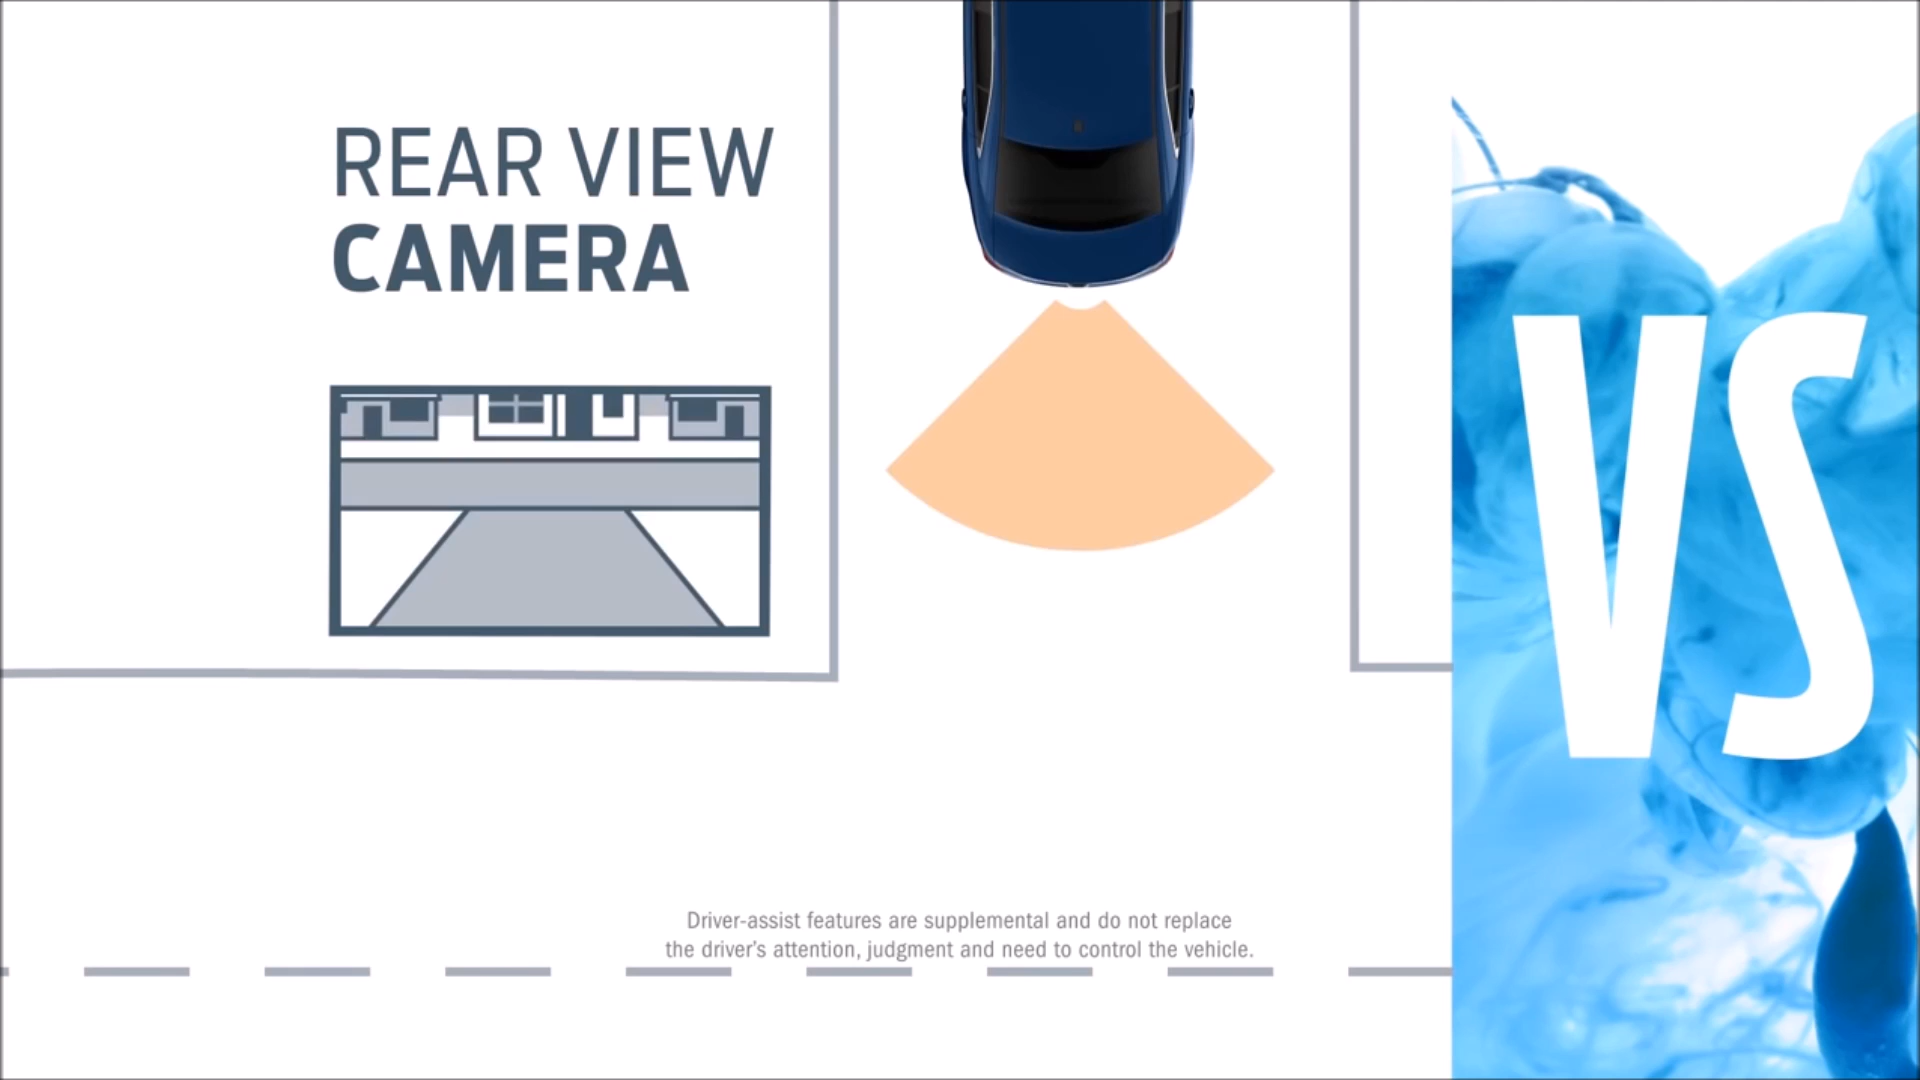 REAR VIEW
CAMERA
VS
Driver-assist features are supplemental and do not replace
the driver's attention, judgment and need to control the vehicle.